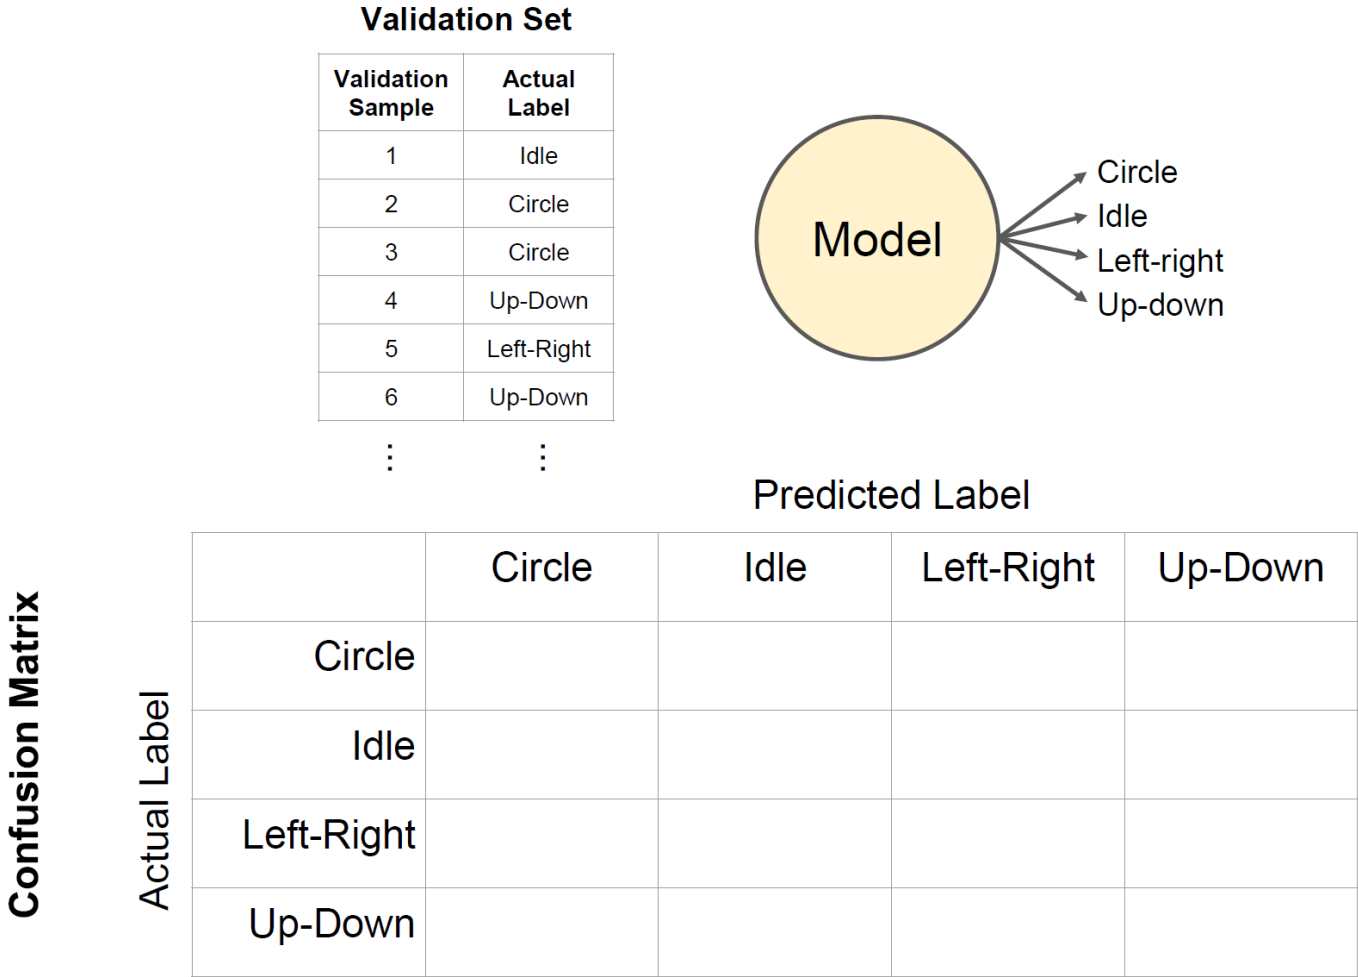 Validation Set
Validation Sample Actual Label
1 Idle
2 Circle
3 Circle
4 Up-Down
5 Left-Right
6 Up-Down
⋮ ⋮
Model
Circle
Idle
Left-right
Up-down
Predicted Label
Circle Idle Left-Right Up-Down
Confusion Matrix
Actual Label
Circle
Idle
Left-Right
Up-Down